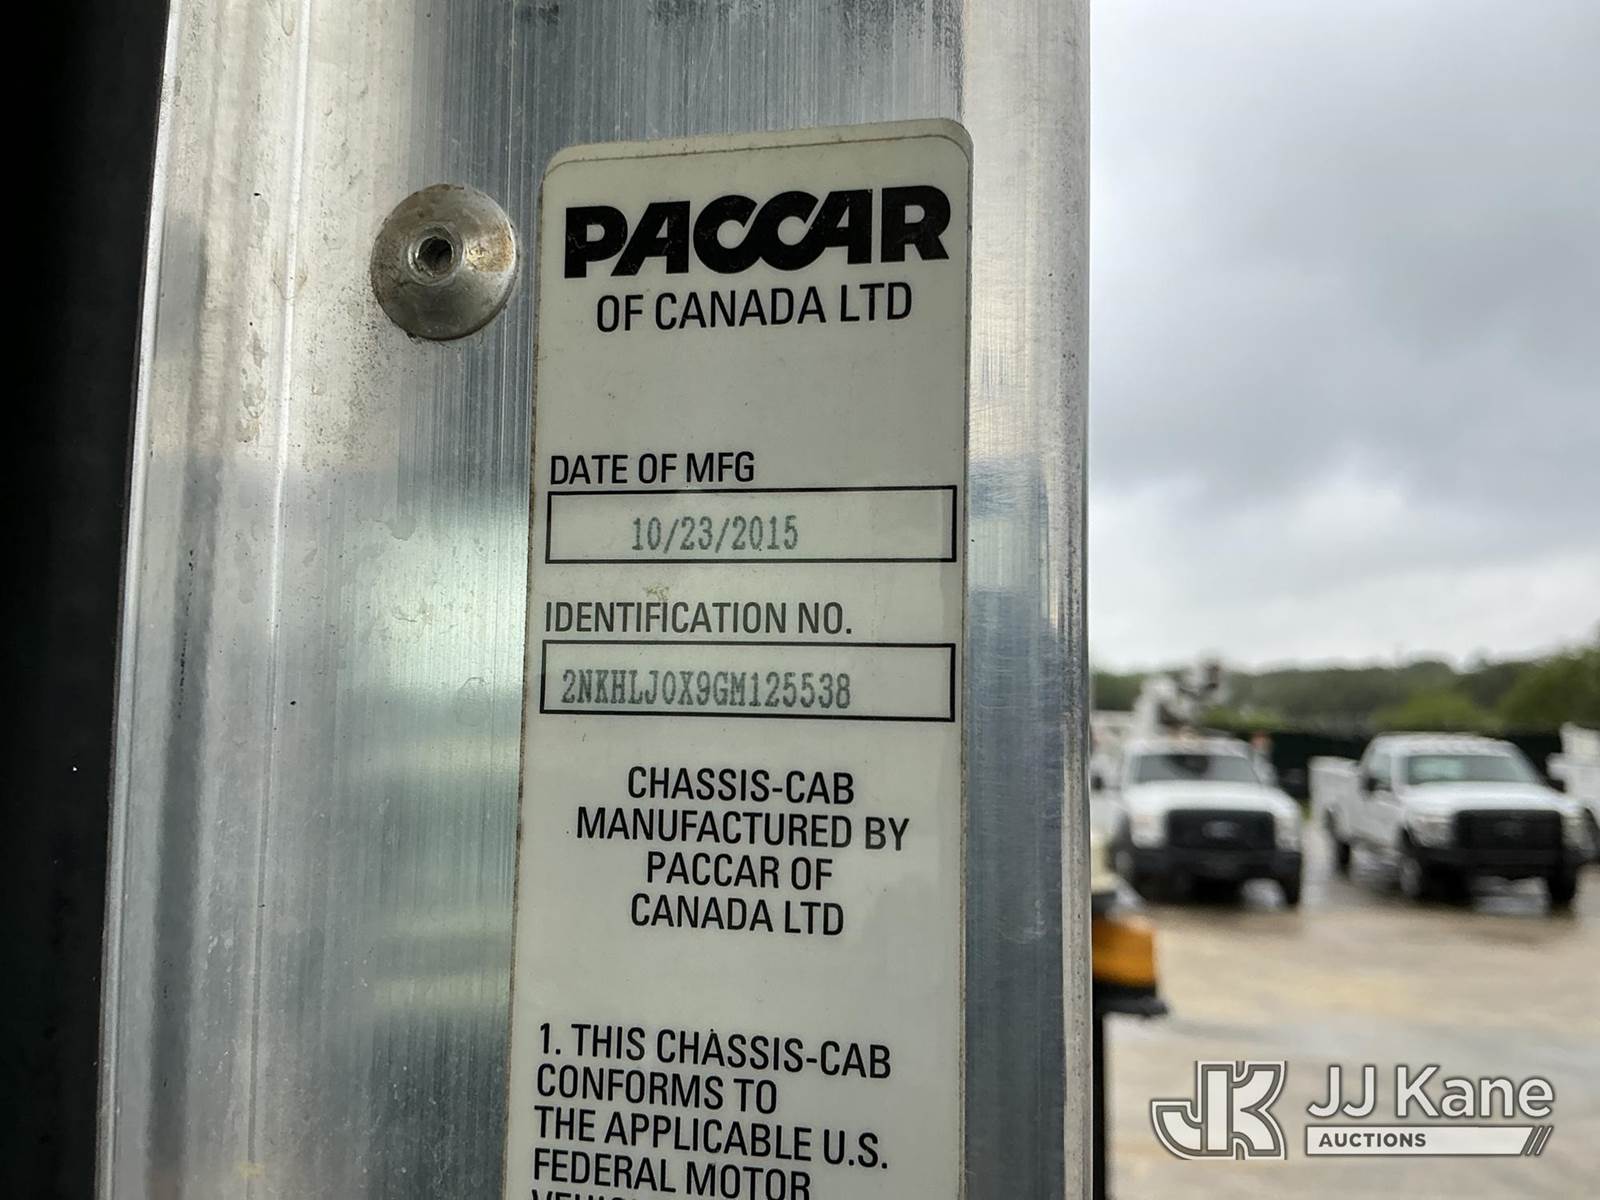 PACCAR
OF CANADA LTD
DATE OF MFG
10/23/2015
IDENTIFICATION NO.
2NKHLJ0X9GM125538
CHASSIS-CAB
MANUFACTURED BY
PACCAR OF
CANADA LTD
1. THIS CHASSIS-CAB
CONFORMS TO
THE APPLICABLE U.S.
FEDERAL MOTOR
JK JJ Kane
AUCTIONS